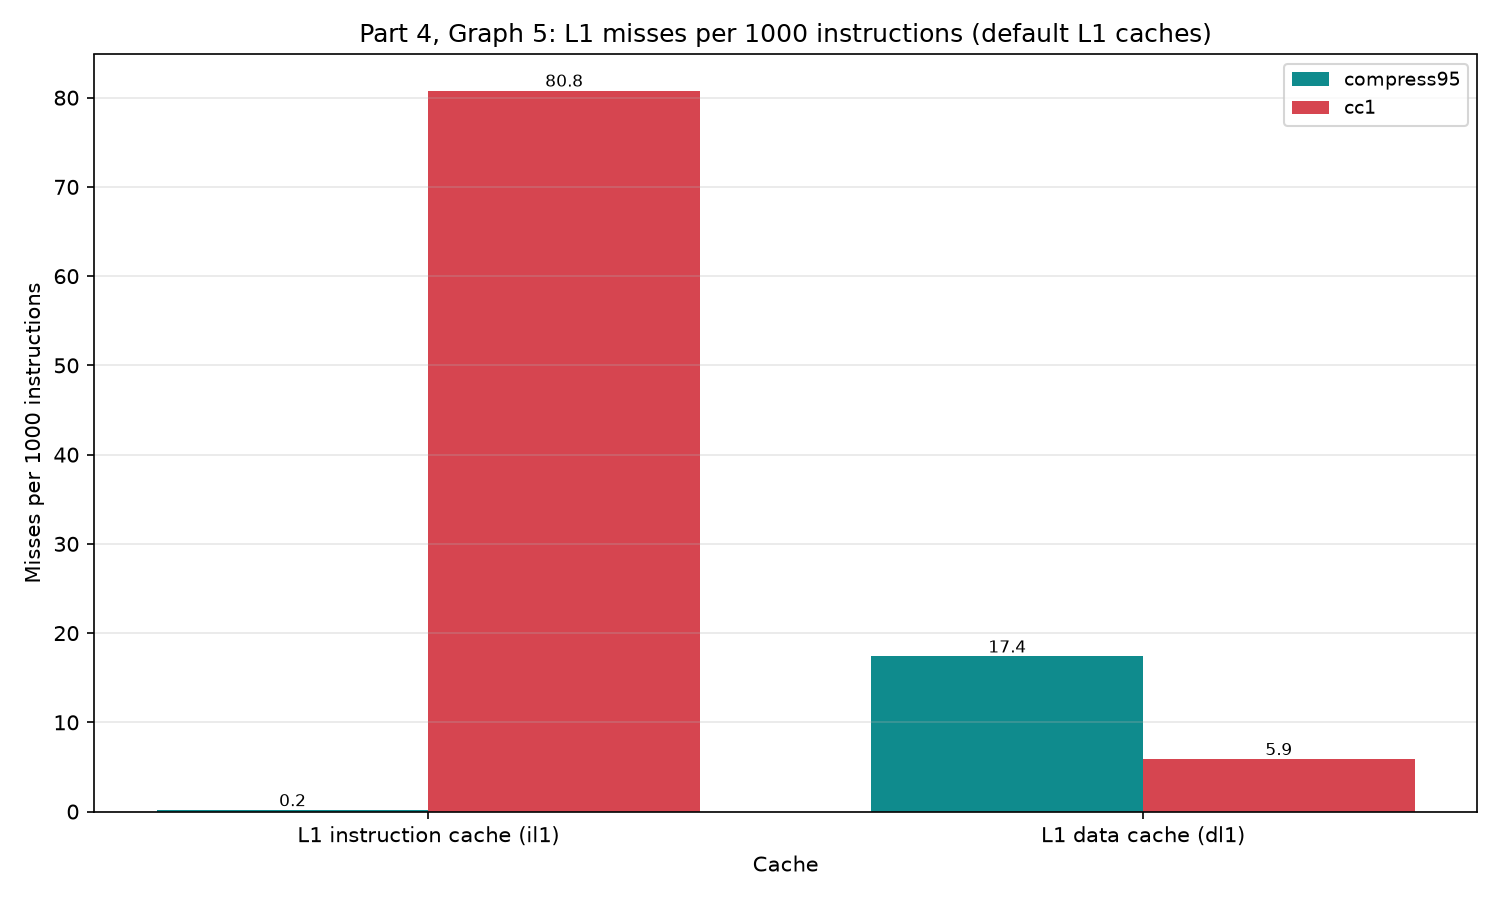 Part 4, Graph 5: L1 misses per 1000 instructions (default L1 caches)
compress95
cc1
Misses per 1000 instructions
80
70
60
50
40
30
20
10
0
0.2
80.8
17.4
5.9
L1 instruction cache (il1)
L1 data cache (dl1)
Cache